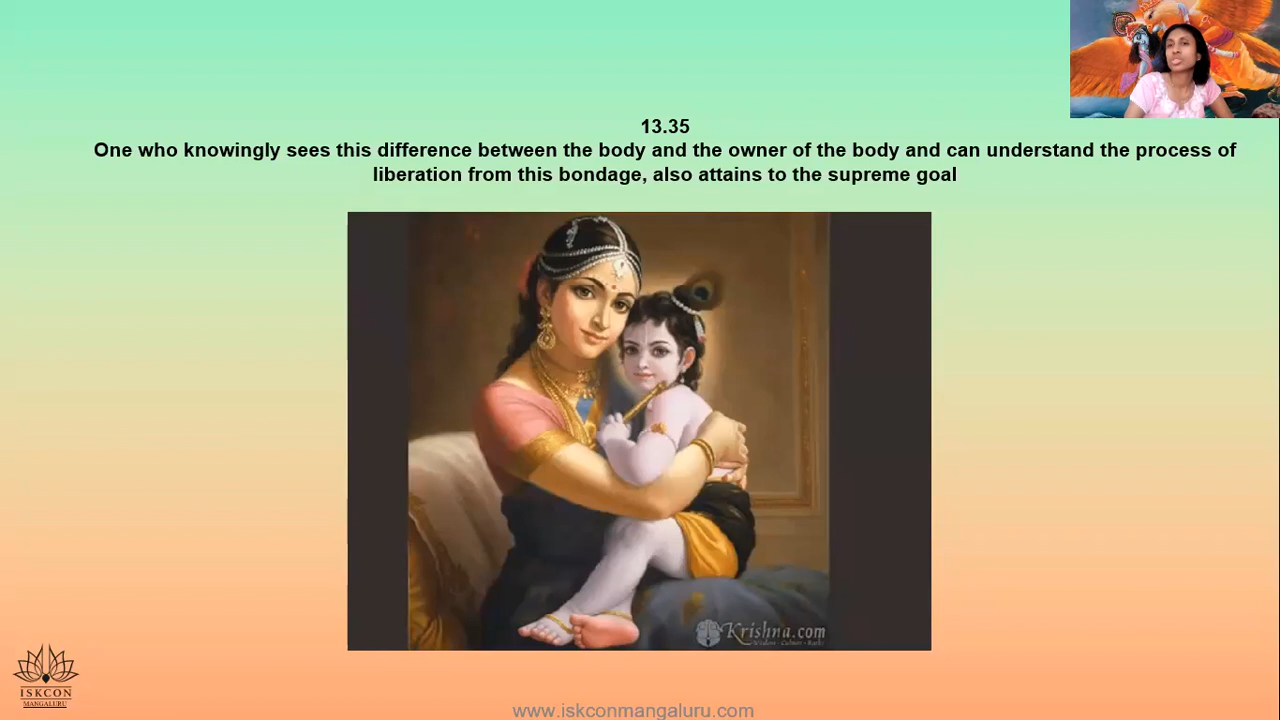 13.35
One who knowingly sees this difference between the body and the owner of the body and can understand the process of
liberation from this bondage, also attains to the supreme goal
Krishna.com
ISKCON
MANGALURU
www.iskconmangaluru.com